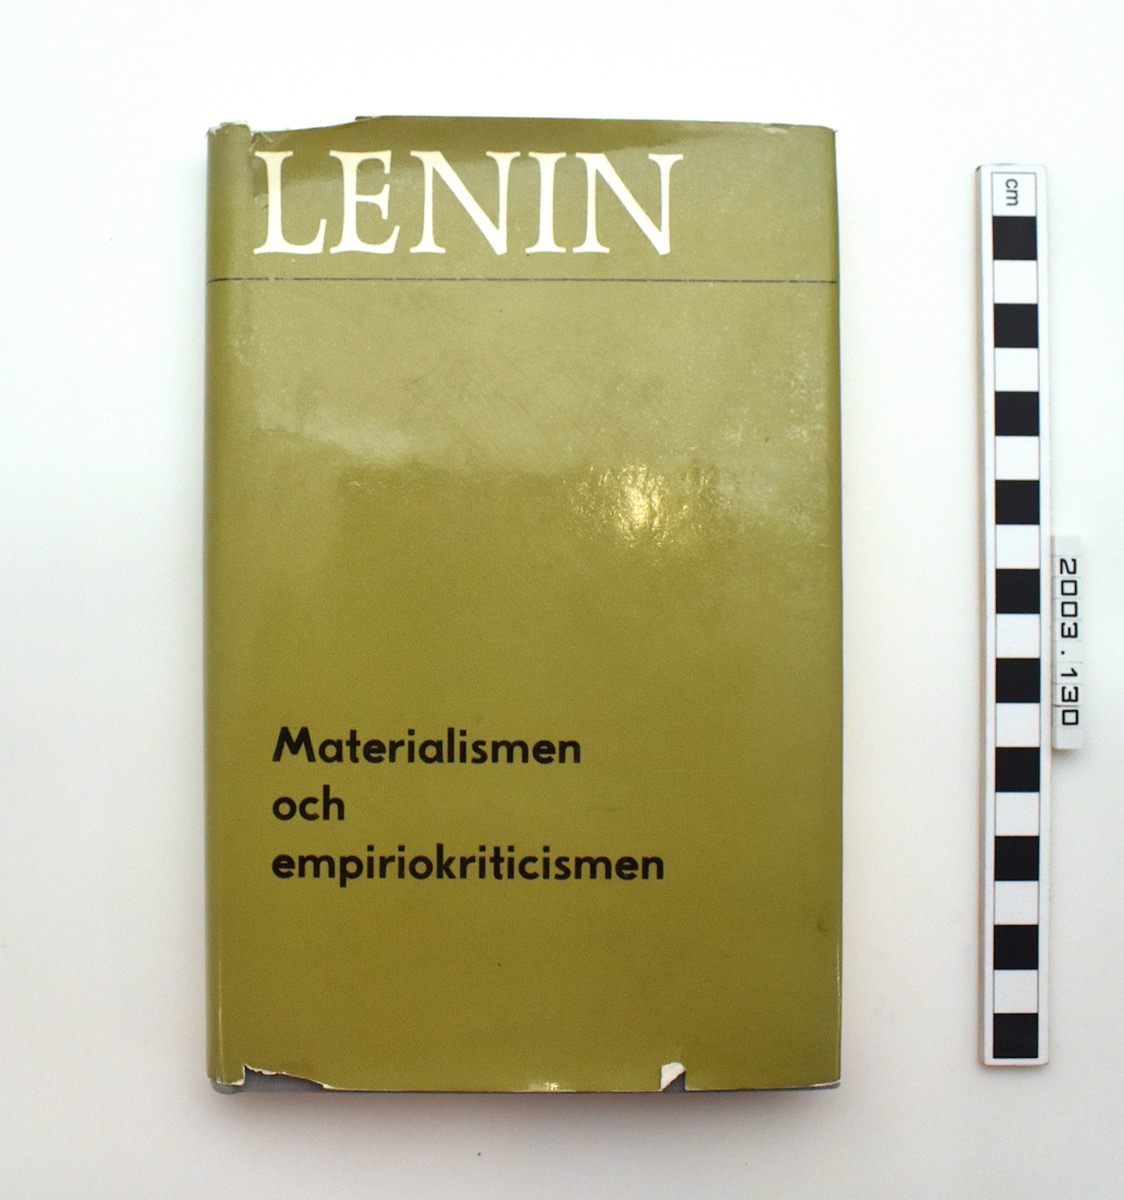 LENIN
Materialismen
och
empiriokriticismen
cm
2003.130